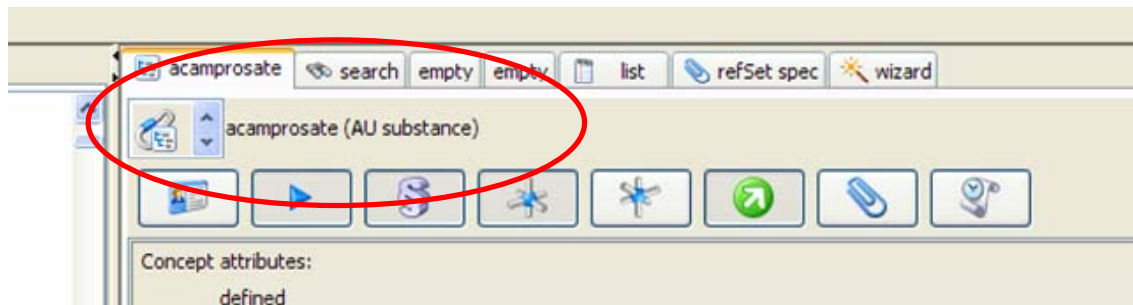 acamprosate search empty empty list refSet spec wizard
acamprosate (AU substance)
Concept attributes:
defined